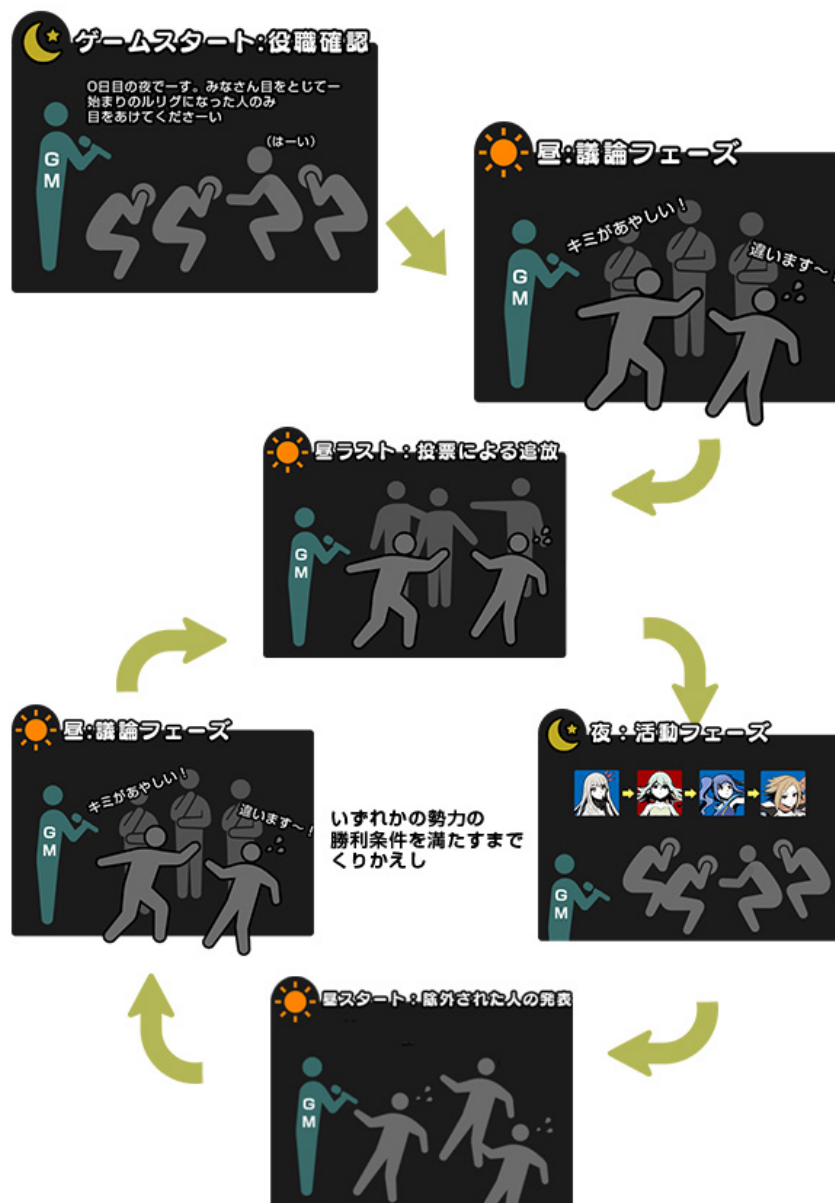 ゲームスタート:役職確認
0日目の夜でーす。みなさん目をとじてー
始まりのルリグになった人のみ
目をあけてくださーい
(はーい)
GM
昼:議論フェーズ
キミがあやしい！
違います～！
GM
昼ラスト：投票による追放
GM
夜：活動フェーズ
GM
昼:議論フェーズ
キミがあやしい！
違います～！
GM
いずれかの勢力の
勝利条件を満たすまで
くりかえし
昼スタート：除外された人の発表
GM